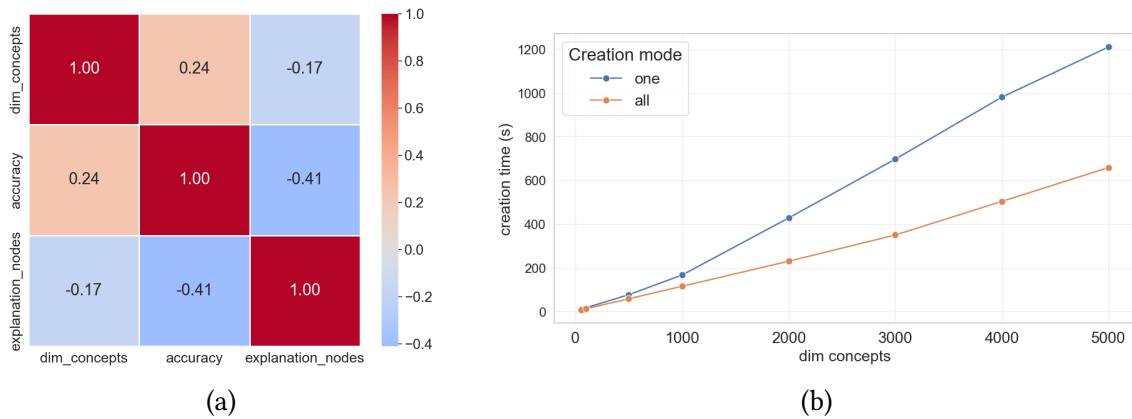 1.00 0.24 -0.17
0.24 1.00 -0.41
-0.17 -0.41 1.00
dim_concepts
accuracy
explanation_nodes
dim_concepts accuracy explanation_nodes
1.0
0.8
0.6
0.4
0.2
0.0
−0.2
−0.4
(a)
Creation mode
one
all
creation time (s)
1200
1000
800
600
400
200
0
0 1000 2000 3000 4000 5000
dim concepts
(b)